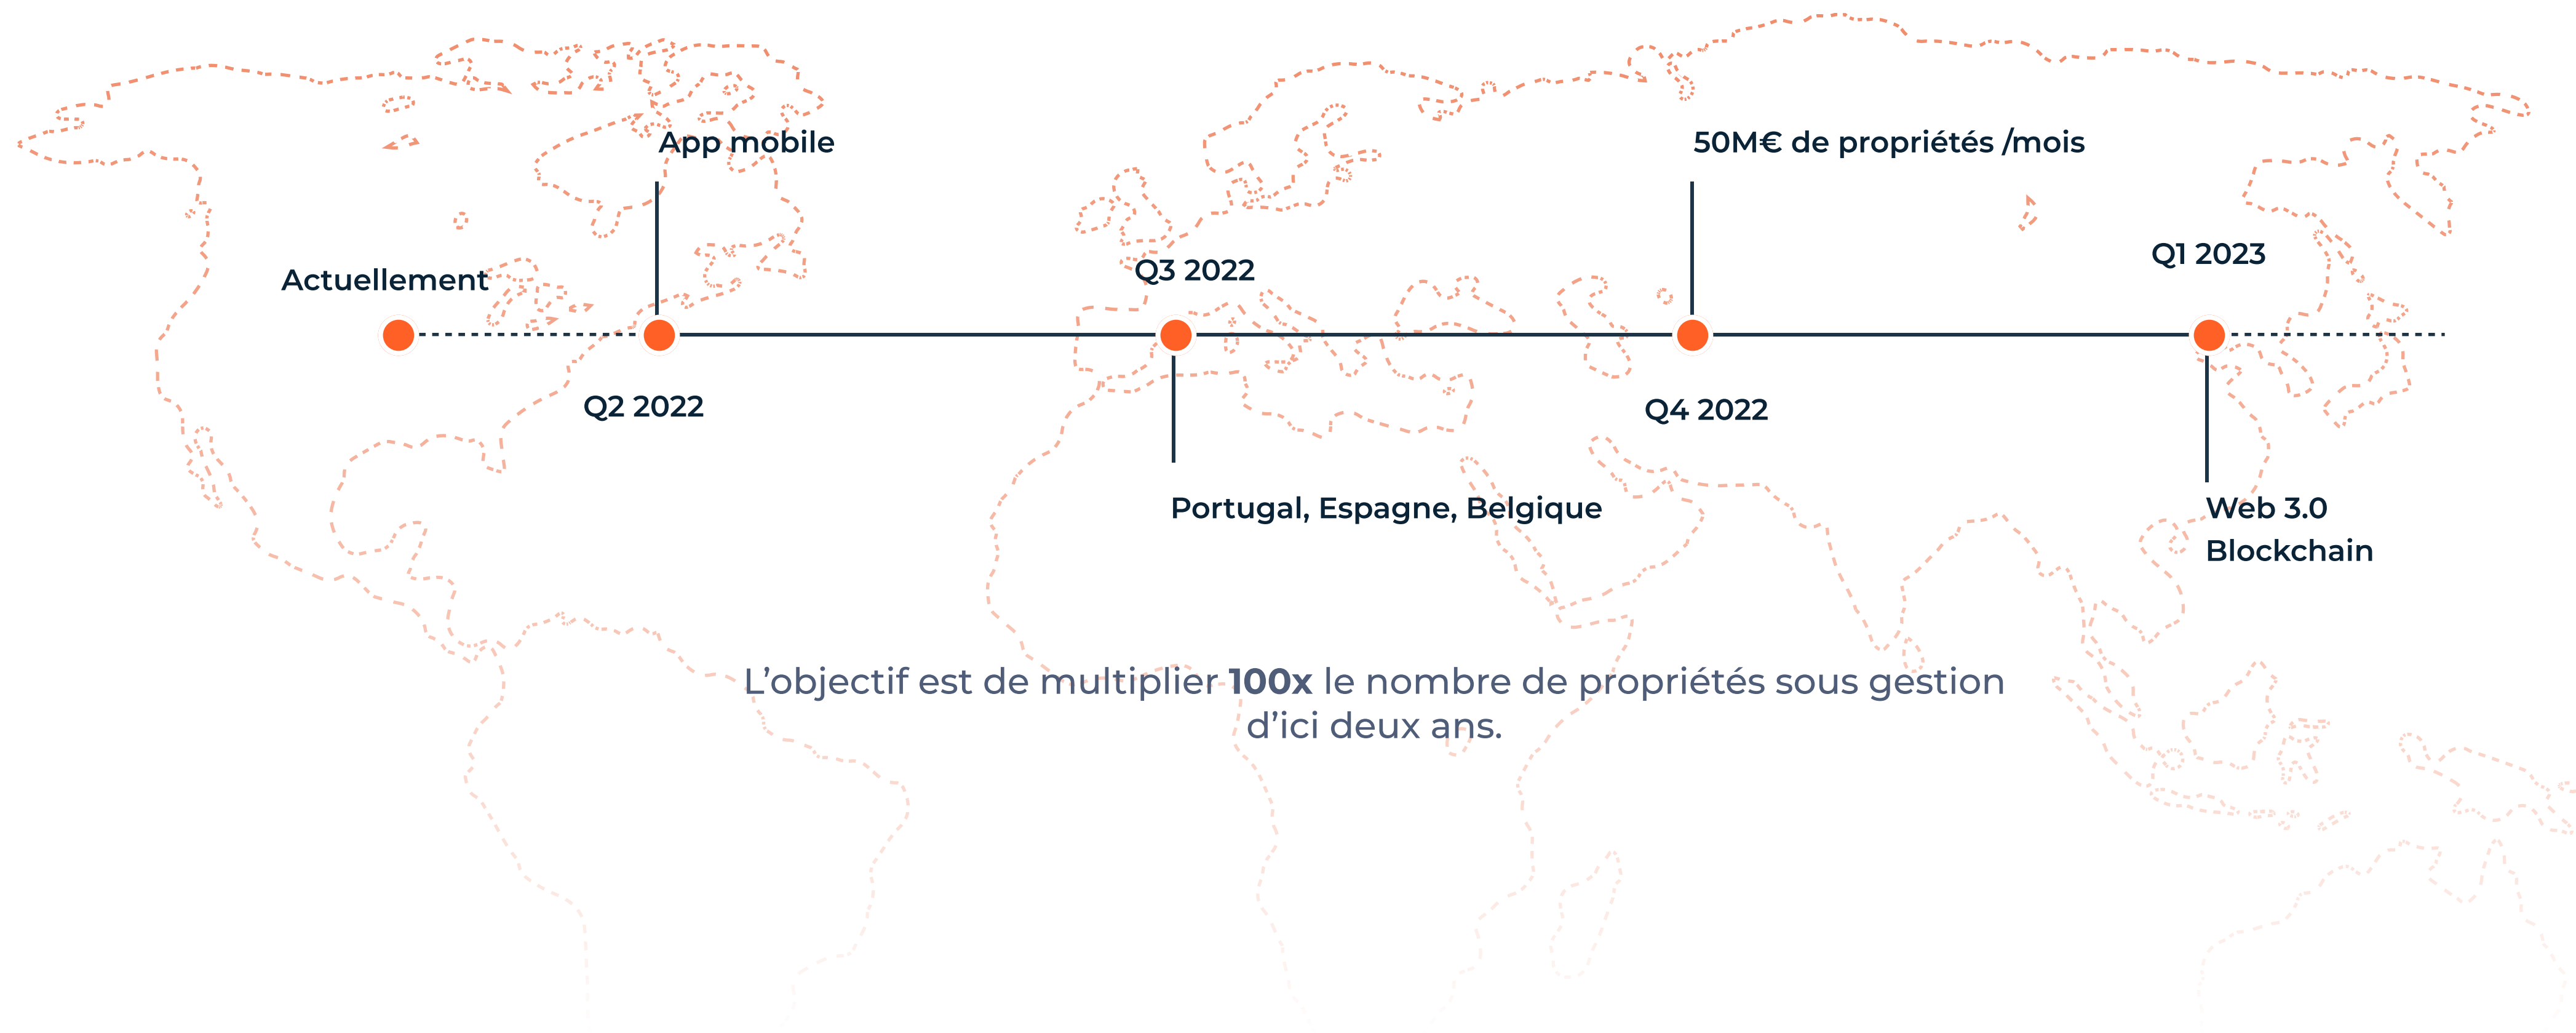 App mobile
50M€ de propriétés /mois
Actuellement
Q3 2022
Q1 2023
Q2 2022
Q4 2022
Portugal, Espagne, Belgique
Web 3.0
Blockchain
L’objectif est de multiplier 100x le nombre de propriétés sous gestion
d’ici deux ans.